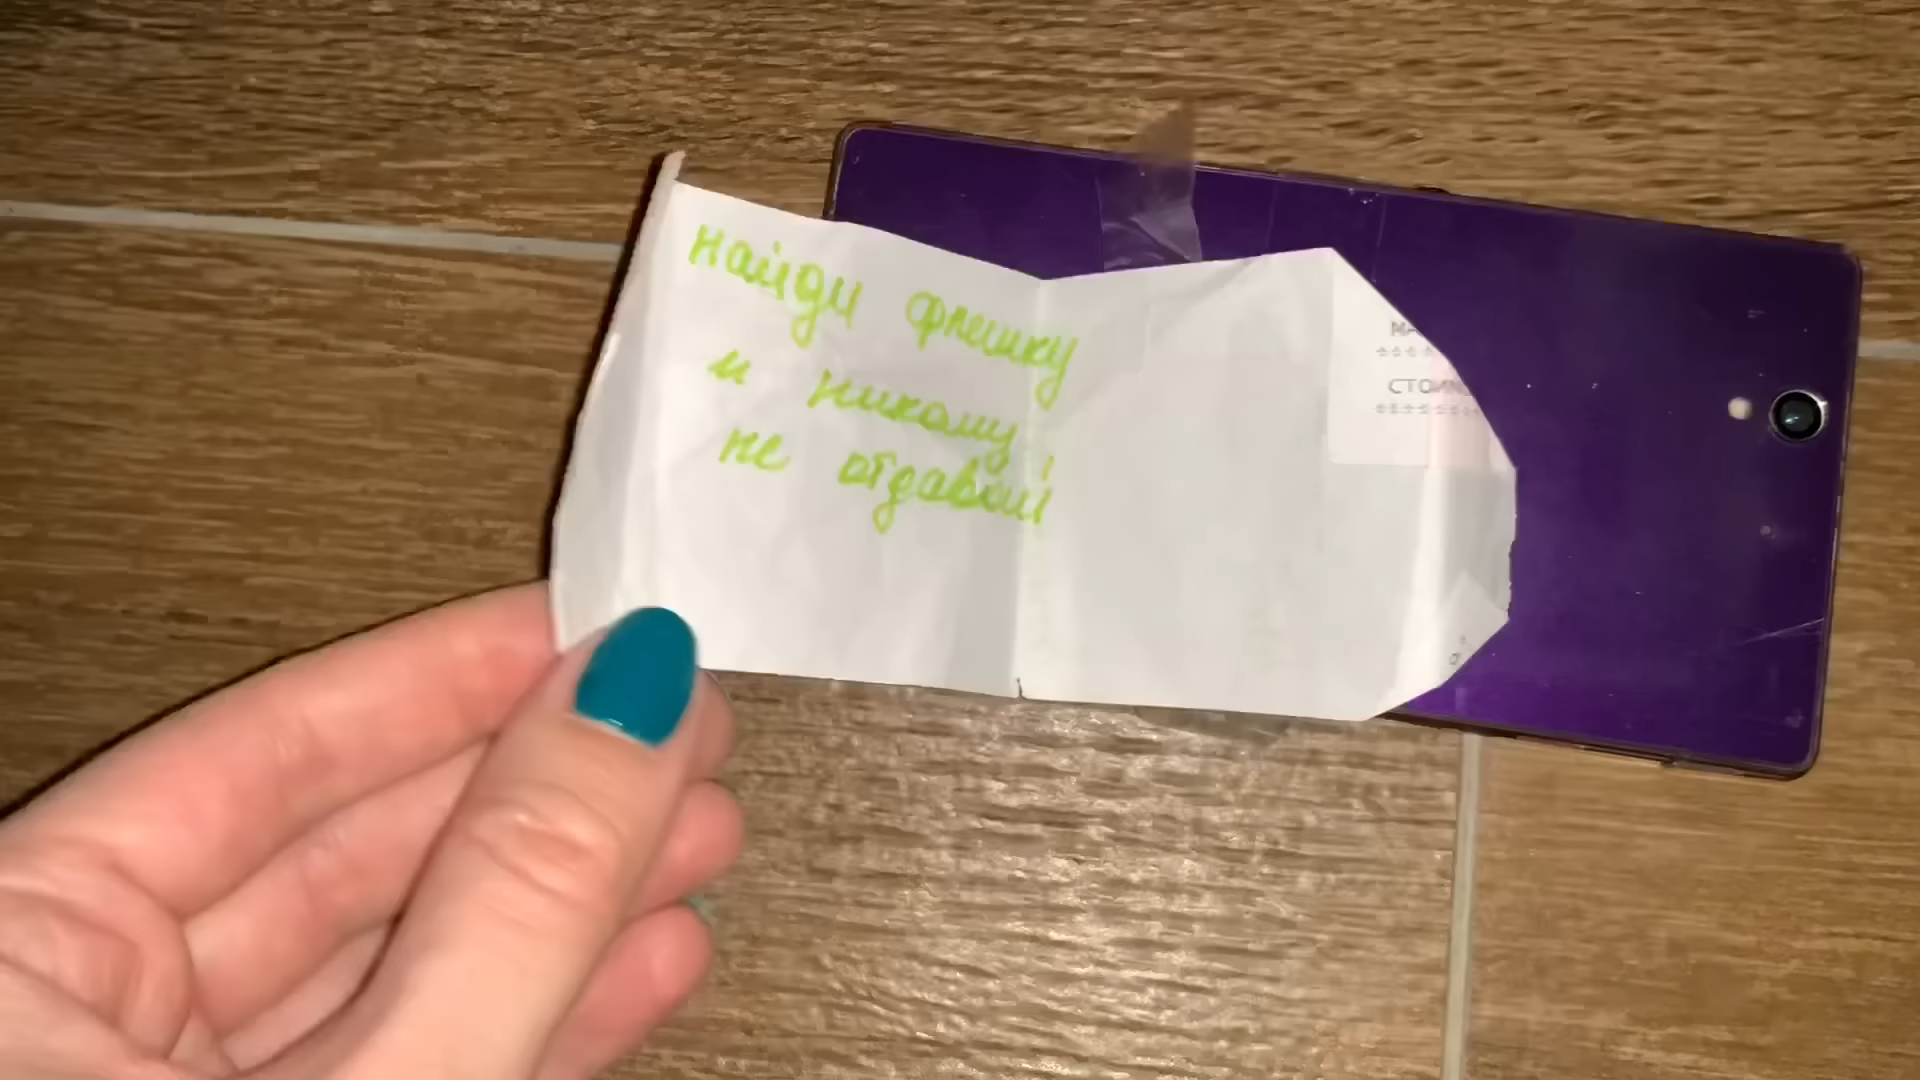 найди флешку
и никому
не отдавай!